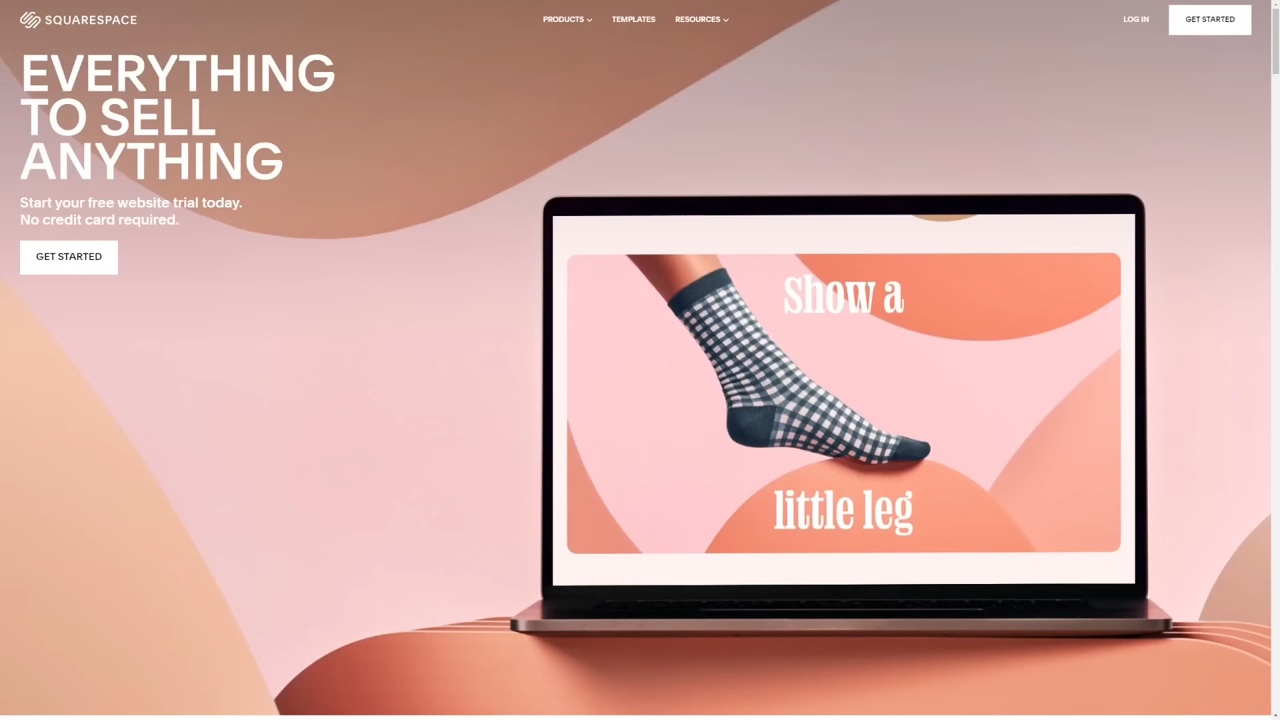 SQUARESPACE
PRODUCTS
TEMPLATES
RESOURCES
LOG IN
GET STARTED
EVERYTHING
TO SELL
ANYTHING
Start your free website trial today.
No credit card required.
GET STARTED
Show a
little leg